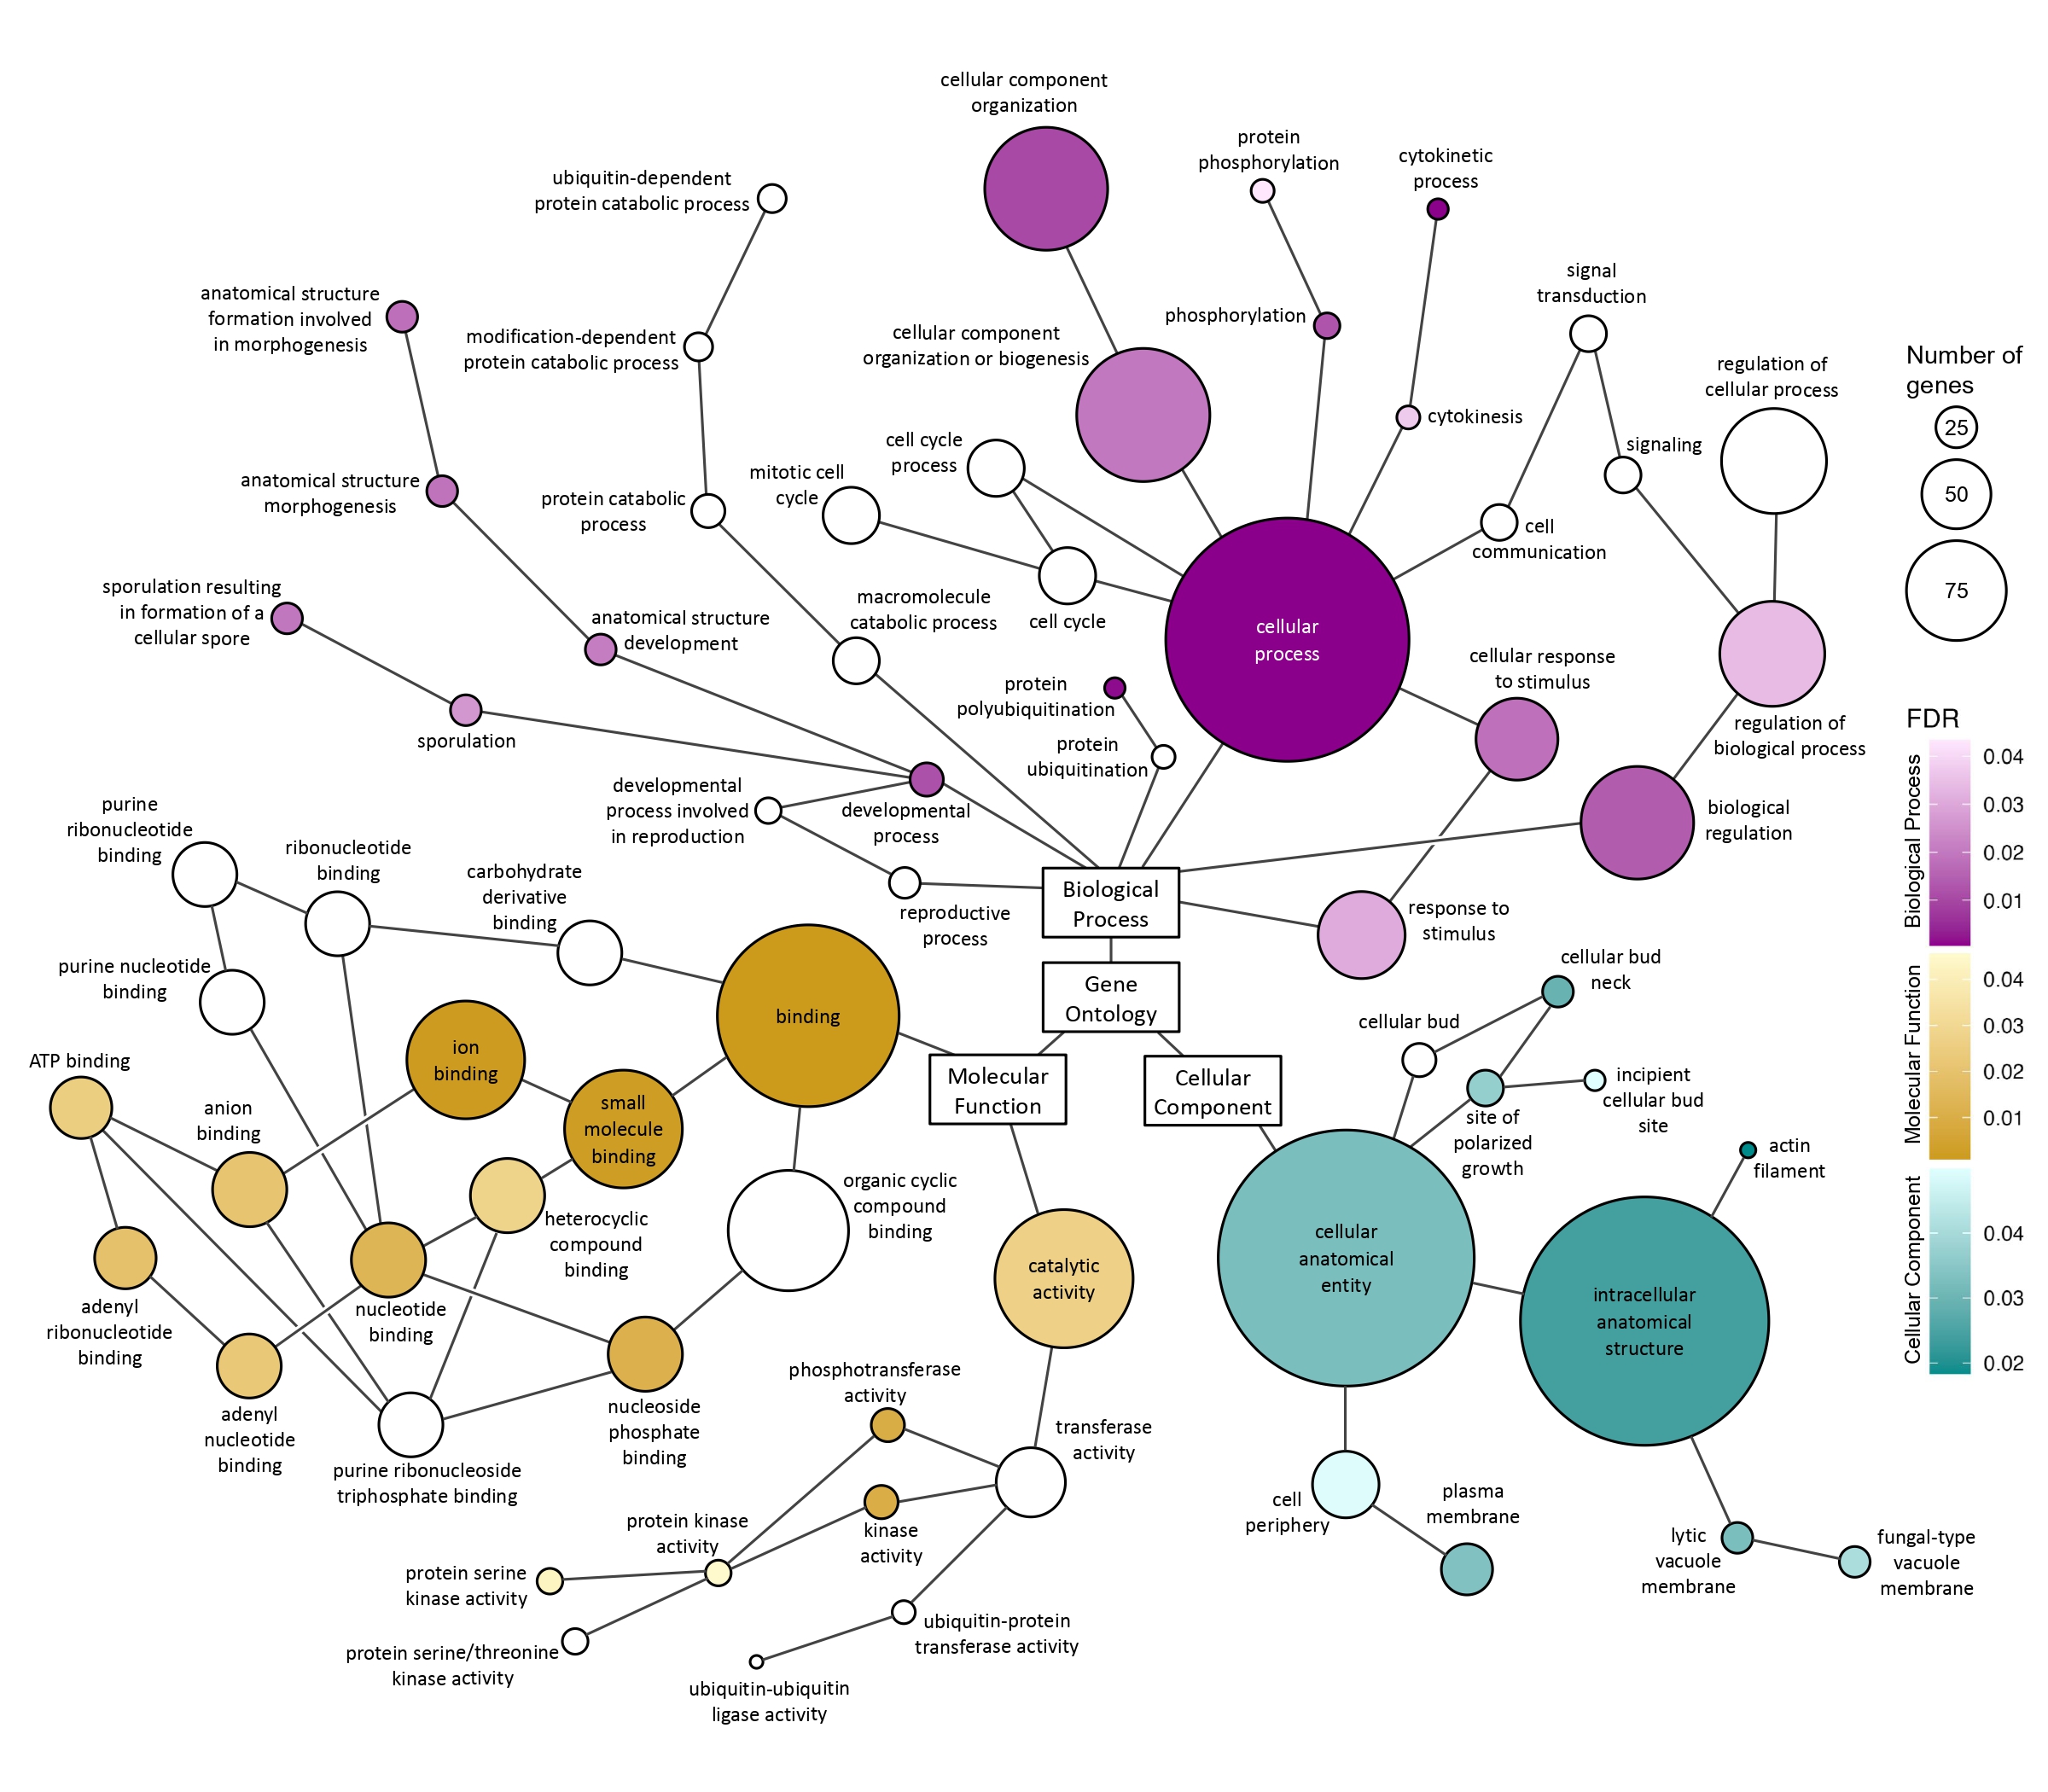 cellular component
organization
protein
phosphorylation
cytokinetic
process
ubiquitin-dependent
protein catabolic process
signal
transduction
anatomical structure
formation involved
in morphogenesis
modification-dependent
protein catabolic process
cellular component
organization or biogenesis
phosphorylation
regulation of
cellular process
cytokinesis
signaling
cell cycle
process
mitotic cell
cycle
anatomical structure
morphogenesis
protein catabolic
process
cell
communication
sporulation resulting
in formation of a
cellular spore
anatomical structure
development
macromolecule
catabolic process
cell cycle
cellular
process
cellular response
to stimulus
protein
polyubiquitination
protein
ubiquitination
regulation of
biological process
sporulation
developmental
process involved
in reproduction
developmental
process
biological
regulation
purine
ribonucleotide
binding
ribonucleotide
binding
carbohydrate
derivative
binding
reproductive
process
Biological
Process
response to
stimulus
purine nucleotide
binding
binding
Gene
Ontology
cellular bud
neck
cellular bud
ATP binding
ion
binding
anion
binding
small
molecule
binding
Molecular
Function
Cellular
Component
incipient
cellular bud
site
site of
polarized
growth
actin
filament
organic cyclic
compound
binding
heterocyclic
compound
binding
catalytic
activity
cellular
anatomical
entity
intracellular
anatomical
structure
adenyl
ribonucleotide
binding
nucleotide
binding
adenyl
nucleotide
binding
nucleoside
phosphate
binding
purine ribonucleoside
triphosphate binding
phosphotransferase
activity
transferase
activity
kinase
activity
protein kinase
activity
protein serine
kinase activity
protein serine/threonine
kinase activity
ubiquitin-protein
transferase activity
ubiquitin-ubiquitin
ligase activity
cell
periphery
plasma
membrane
lytic
vacuole
membrane
fungal-type
vacuole
membrane
Number of
genes
25
50
75
FDR
Biological Process
0.04
0.03
0.02
0.01
Molecular Function
0.04
0.03
0.02
0.01
Cellular Component
0.04
0.03
0.02